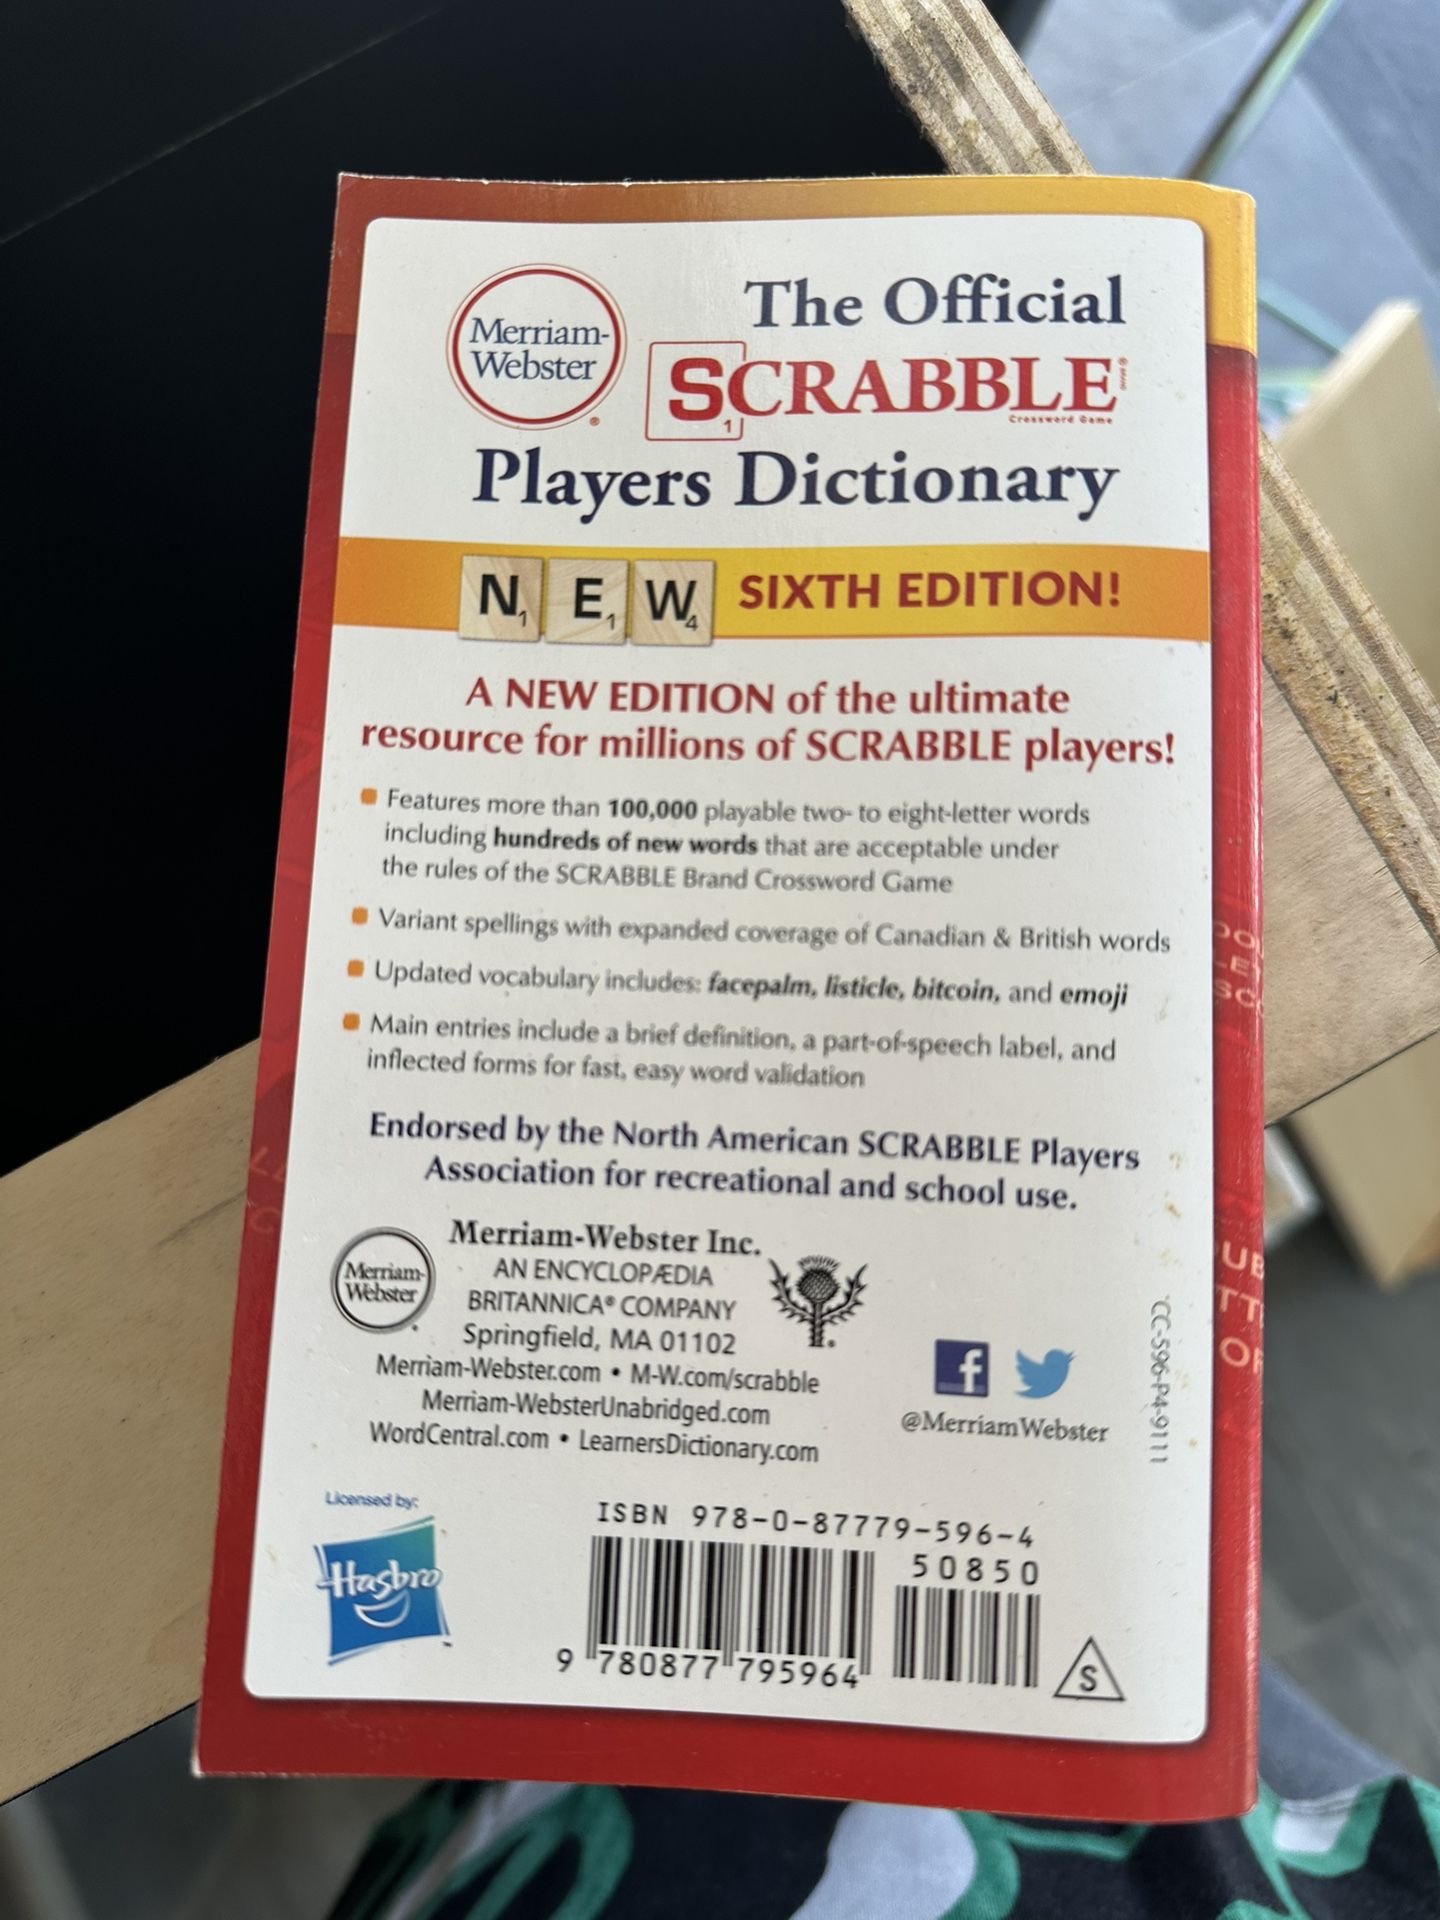 Merriam-
Webster
®
The Official
SCRABBLE®
1
Crossword Game
Players Dictionary
N1 E1 W4 SIXTH EDITION!
A NEW EDITION of the ultimate
resource for millions of SCRABBLE players!
Features more than 100,000 playable two- to eight-letter words
including hundreds of new words that are acceptable under
the rules of the SCRABBLE Brand Crossword Game
Variant spellings with expanded coverage of Canadian & British words
Updated vocabulary includes: facepalm, listicle, bitcoin, and emoji
Main entries include a brief definition, a part-of-speech label, and
inflected forms for fast, easy word validation
Endorsed by the North American SCRABBLE Players
Association for recreational and school use.
Merriam-
Webster
Merriam-Webster Inc.
AN ENCYCLOPÆDIA
BRITANNICA® COMPANY
Springfield, MA 01102
Merriam-Webster.com • M-W.com/scrabble
Merriam-WebsterUnabridged.com
WordCentral.com • LearnersDictionary.com
f
@MerriamWebster
CC-596-P4-9111
Licensed by:
Hasbro
™
ISBN 978-0-87779-596-4
50850
9 780877 795964
S